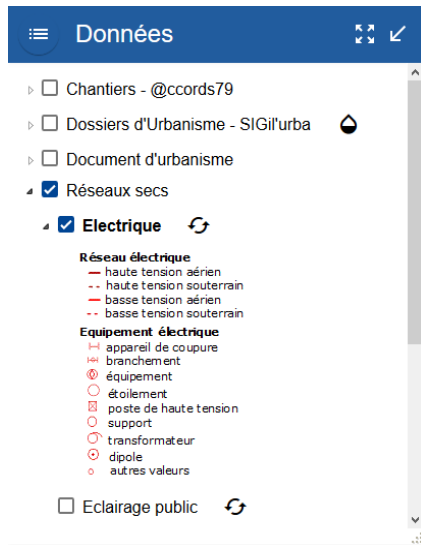 Données
Chantiers - @ccords79
Dossiers d'Urbanisme - SIGil'urba
Document d'urbanisme
Réseaux secs
Electrique
Réseau électrique
haute tension aérien
haute tension souterrain
basse tension aérien
basse tension souterrain
Equipement électrique
appareil de coupure
branchement
équipement
étoilement
poste de haute tension
support
transformateur
dipole
autres valeurs
Eclairage public